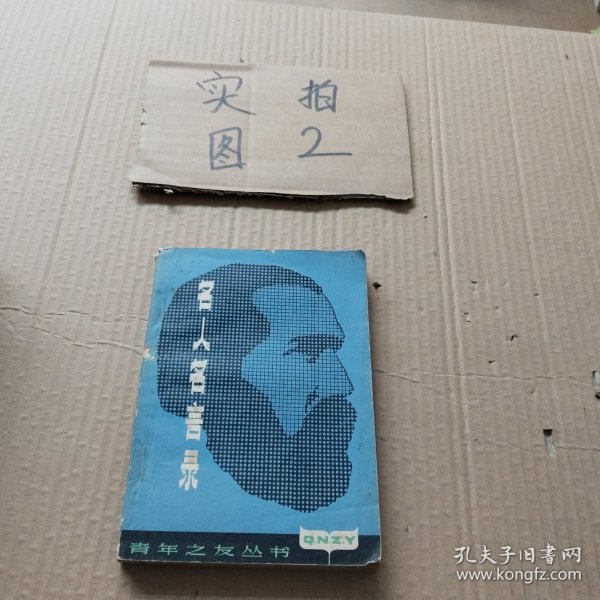 实 拍
图 2
名人名言录
Q.N.Z.Y
青年之友丛书
孔夫子旧书网
www.kongfz.com